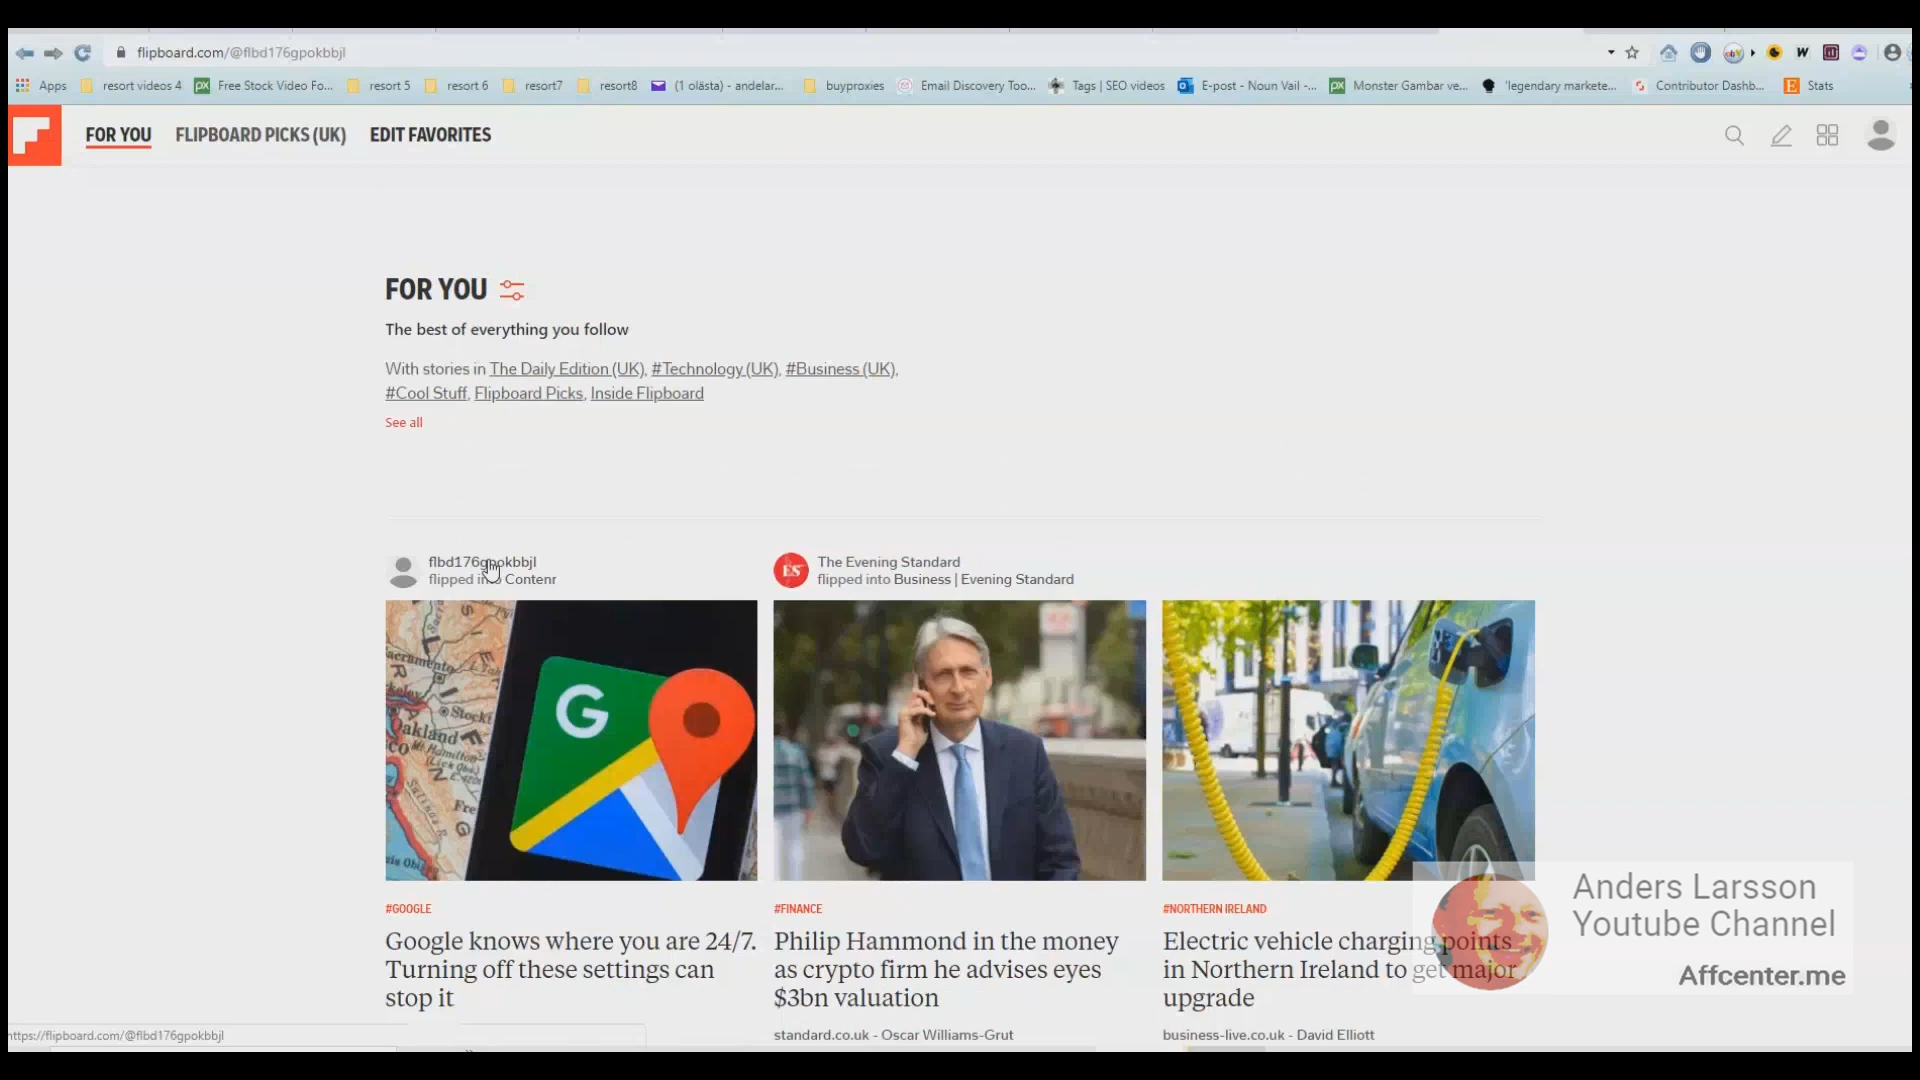 flipboard.com/@flbd176gpokbbjl
Apps resort videos 4 Free Stock Video Fo... resort 5 resort 6 resort7 resort8 (1 olästa) - andelar... buyproxies Email Discovery Too... Tags | SEO videos E-post - Noun Vail -... Monster Gambar ve... 'legendary markete... Contributor Dashb... Stats
FOR YOU FLIPBOARD PICKS (UK) EDIT FAVORITES
FOR YOU
The best of everything you follow
With stories in The Daily Edition (UK), #Technology (UK), #Business (UK),
#Cool Stuff, Flipboard Picks, Inside Flipboard
See all
flbd176gpokbbjl
flipped into Contenr
The Evening Standard
flipped into Business | Evening Standard
ES
Oakland
G
#GOOGLE
Google knows where you are 24/7.
Turning off these settings can
stop it
#FINANCE
Philip Hammond in the money
as crypto firm he advises eyes
$3bn valuation
standard.co.uk - Oscar Williams-Grut
#NORTHERN IRELAND
Electric vehicle charging points
in Northern Ireland to get major
upgrade
business-live.co.uk - David Elliott
Anders Larsson
Youtube Channel
Affcenter.me
https://flipboard.com/@flbd176gpokbbjl